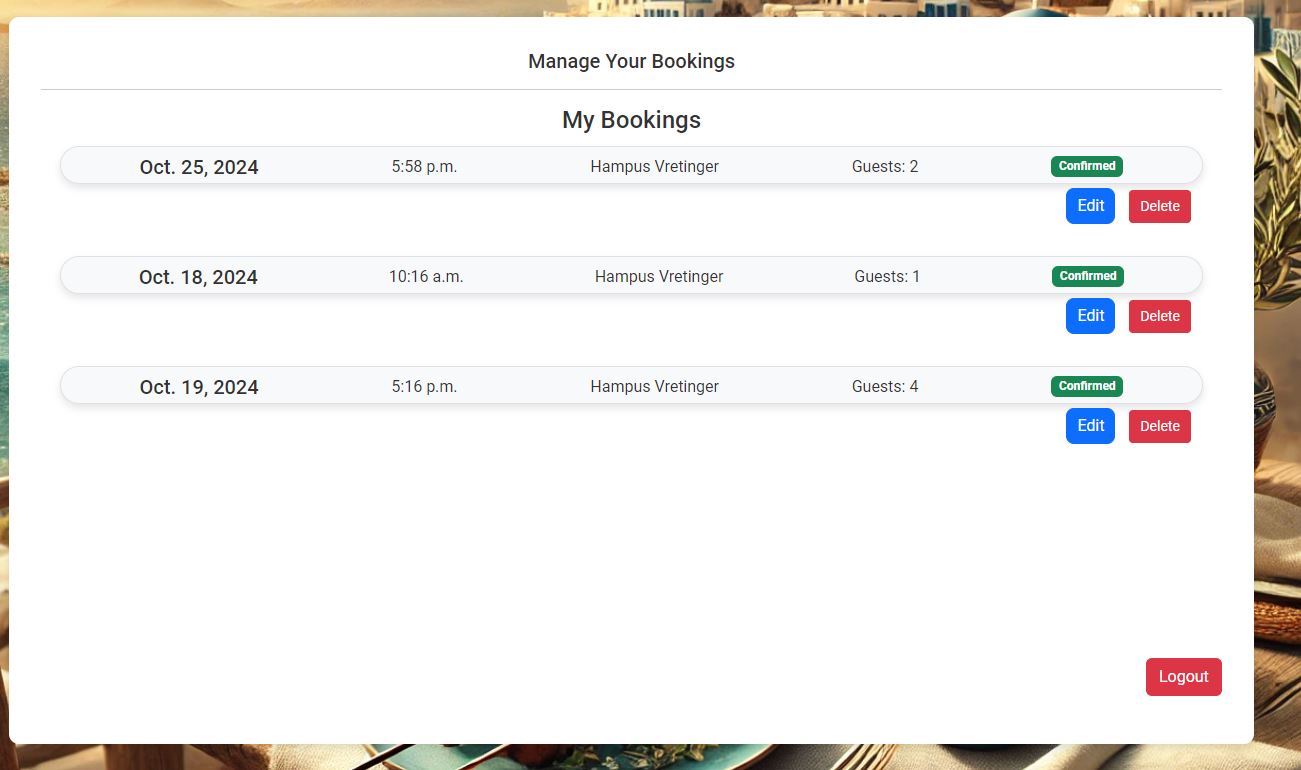 Manage Your Bookings
My Bookings
Oct. 25, 2024 5:58 p.m. Hampus Vretinger Guests: 2 Confirmed
Edit Delete
Oct. 18, 2024 10:16 a.m. Hampus Vretinger Guests: 1 Confirmed
Edit Delete
Oct. 19, 2024 5:16 p.m. Hampus Vretinger Guests: 4 Confirmed
Edit Delete
Logout